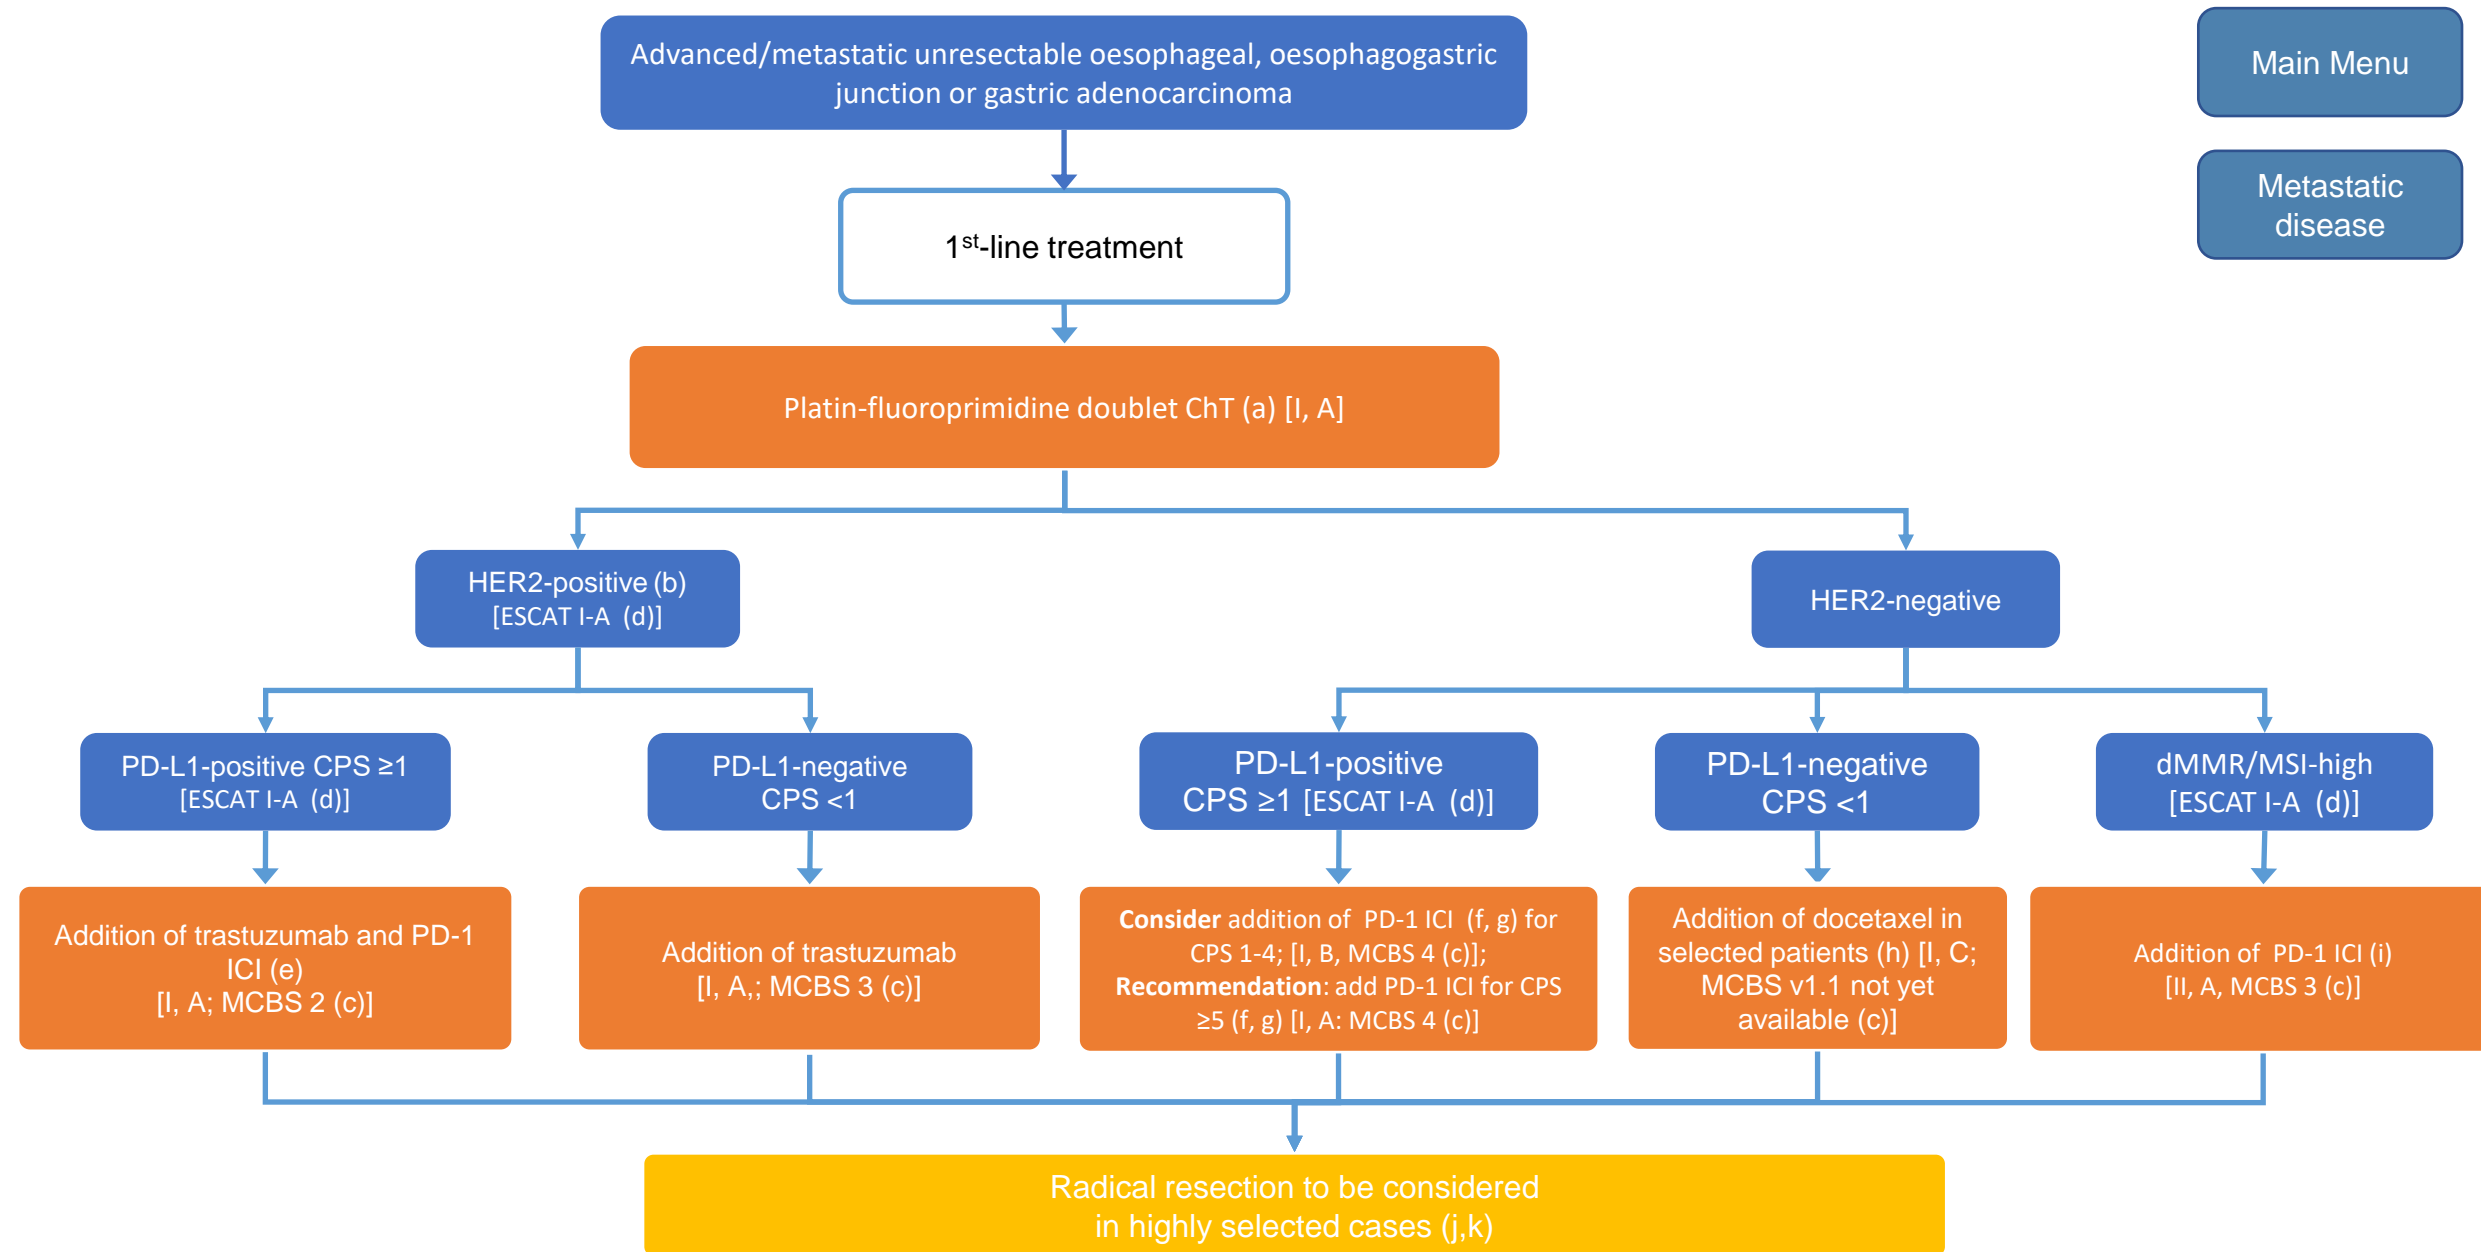 Advanced/metastatic unresectable oesophageal, oesophagogastric
junction or gastric adenocarcinoma
Main Menu
Metastatic
disease
1st-line treatment
Platin-fluoroprimidine doublet ChT (a) [I, A]
HER2-positive (b)
[ESCAT I-A (d)]
HER2-negative
PD-L1-positive CPS ≥1
[ESCAT I-A (d)]
PD-L1-negative
CPS <1
PD-L1-positive
CPS ≥1 [ESCAT I-A (d)]
PD-L1-negative
CPS <1
dMMR/MSI-high
[ESCAT I-A (d)]
Addition of trastuzumab and PD-1
ICI (e)
[I, A; MCBS 2 (c)]
Addition of trastuzumab
[I, A,; MCBS 3 (c)]
Consider addition of PD-1 ICI (f, g) for
CPS 1-4; [I, B, MCBS 4 (c)];
Recommendation: add PD-1 ICI for CPS
≥5 (f, g) [I, A: MCBS 4 (c)]
Addition of docetaxel in
selected patients (h) [I, C;
MCBS v1.1 not yet
available (c)]
Addition of PD-1 ICI (i)
[II, A, MCBS 3 (c)]
Radical resection to be considered
in highly selected cases (j,k)